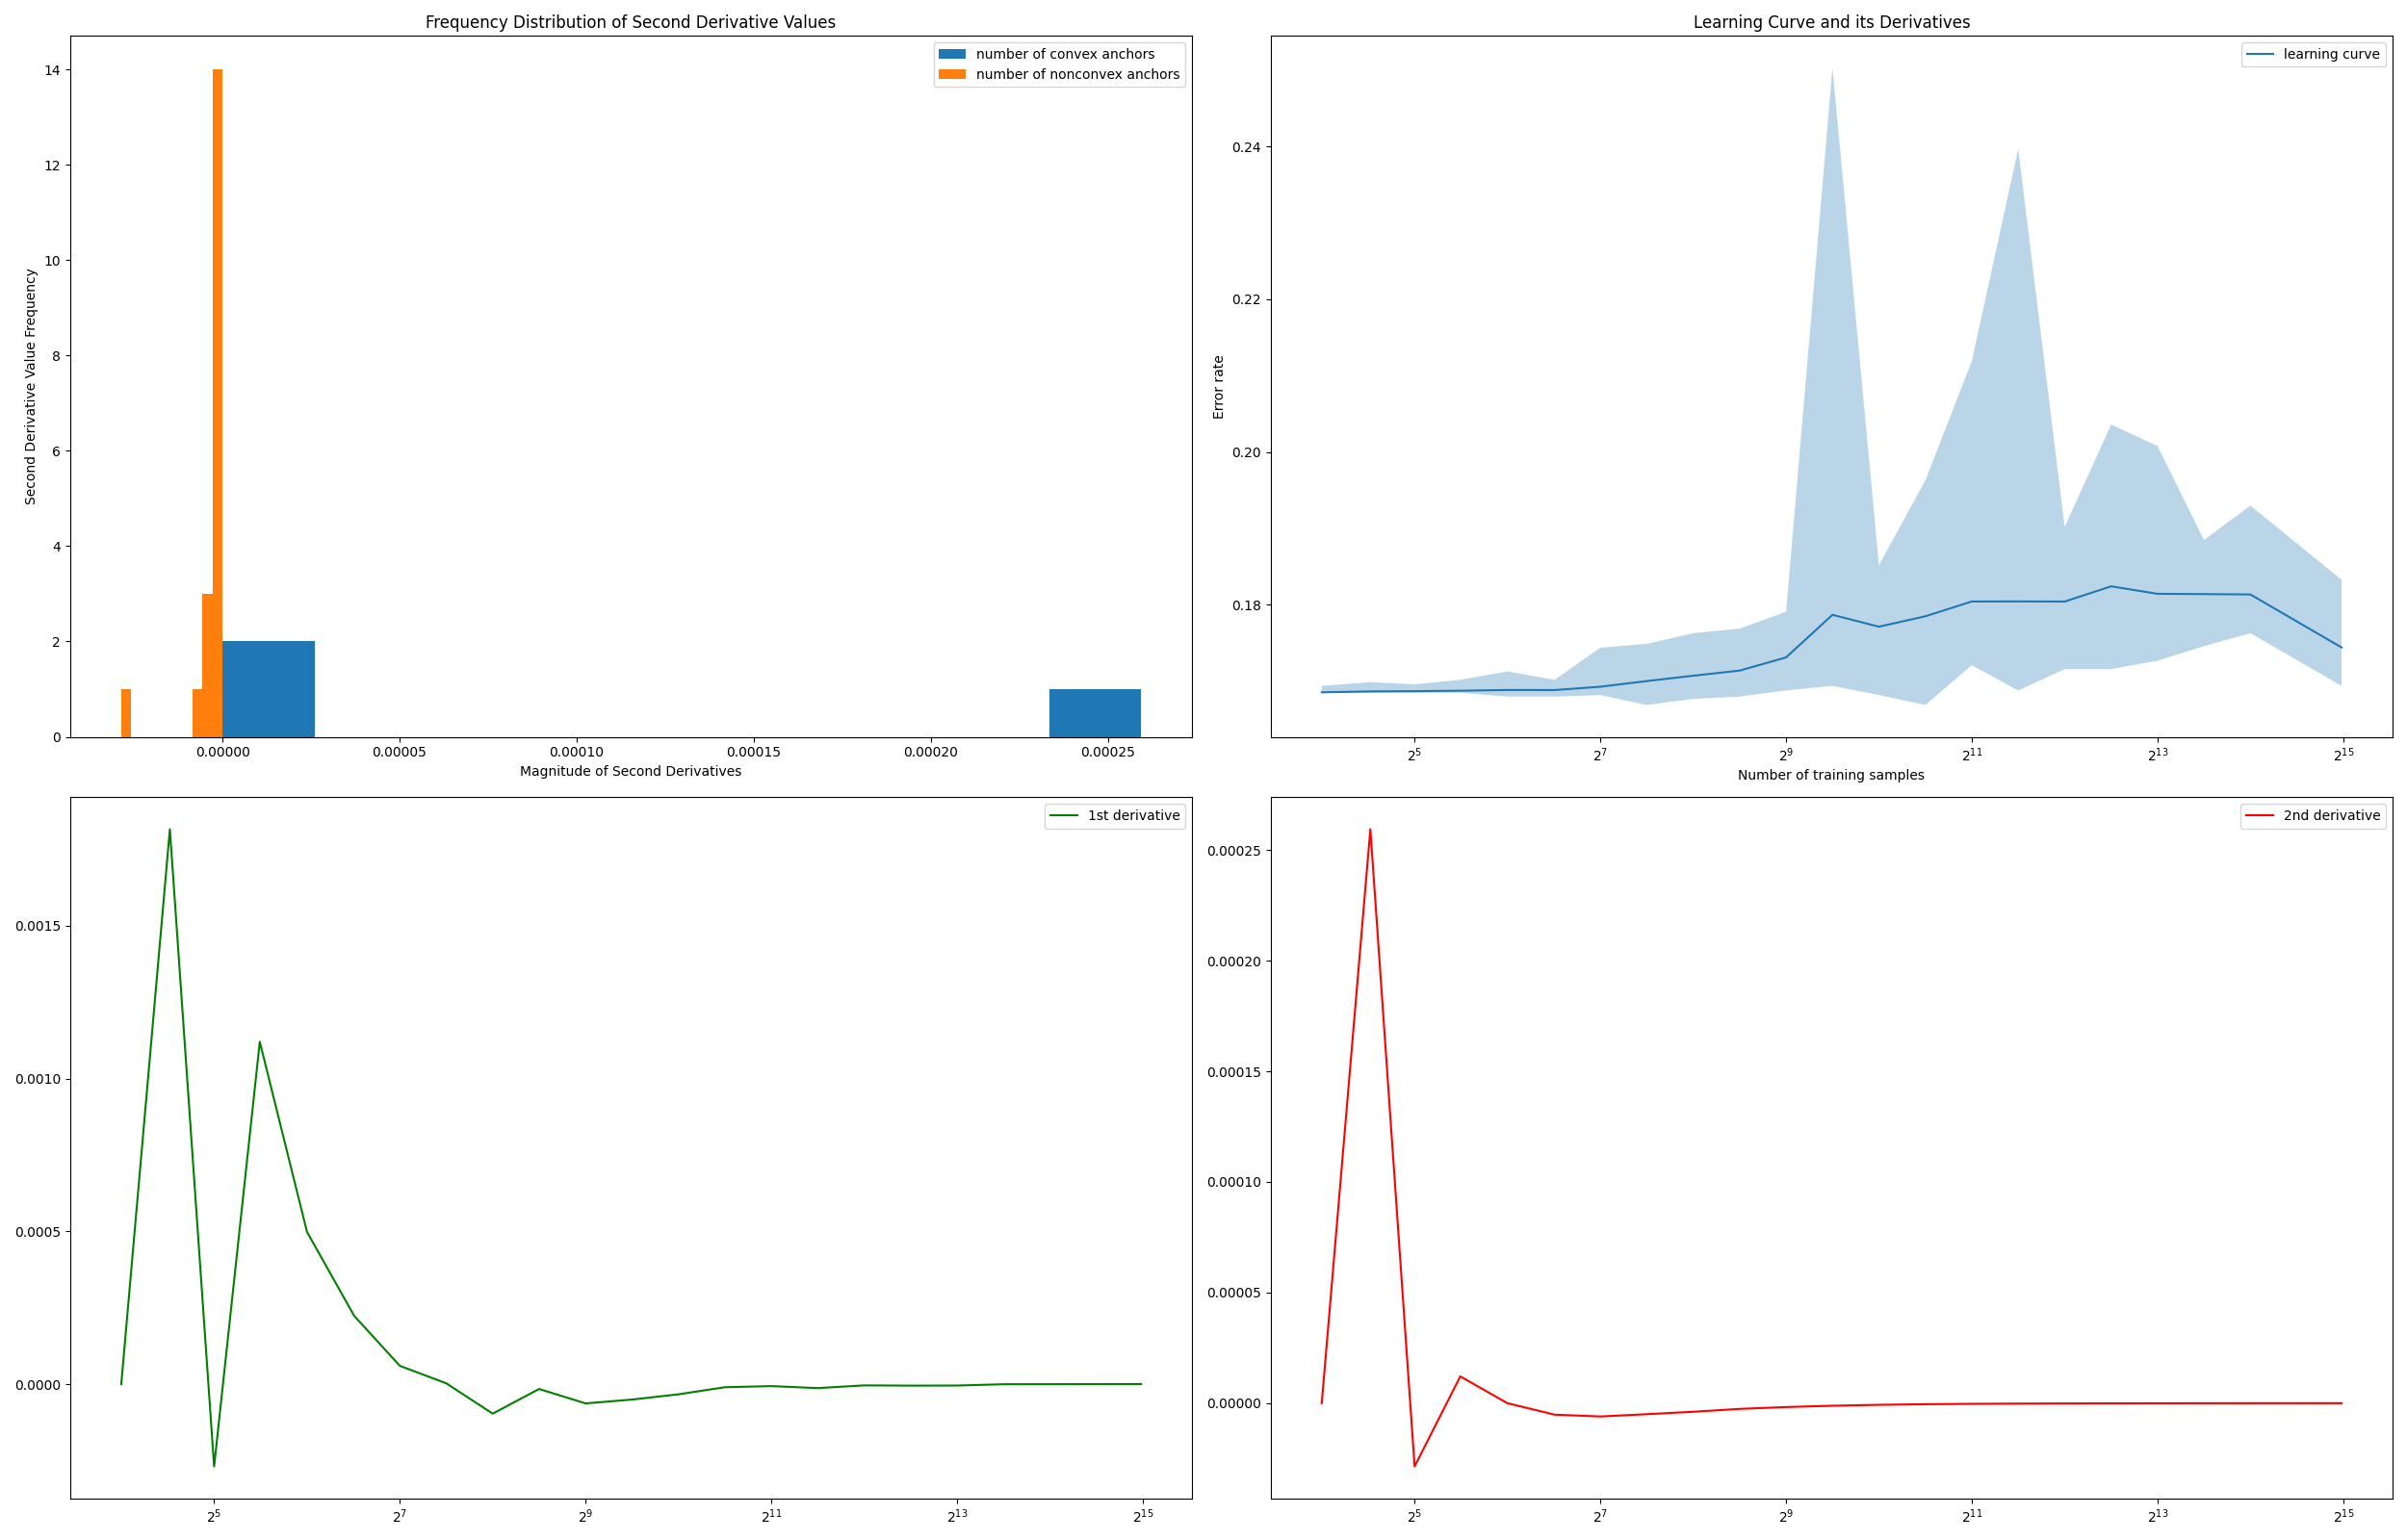 Frequency Distribution of Second Derivative Values
number of convex anchors
number of nonconvex anchors
Second Derivative Value Frequency
14
12
10
8
6
4
2
0
0.00000 0.00005 0.00010 0.00015 0.00020 0.00025
Magnitude of Second Derivatives
Learning Curve and its Derivatives
learning curve
Error rate
0.24
0.22
0.20
0.18
2^5 2^7 2^9 2^11 2^13 2^15
Number of training samples
1st derivative
0.0015
0.0010
0.0005
0.0000
2^5 2^7 2^9 2^11 2^13 2^15
2nd derivative
0.00025
0.00020
0.00015
0.00010
0.00005
0.00000
2^5 2^7 2^9 2^11 2^13 2^15